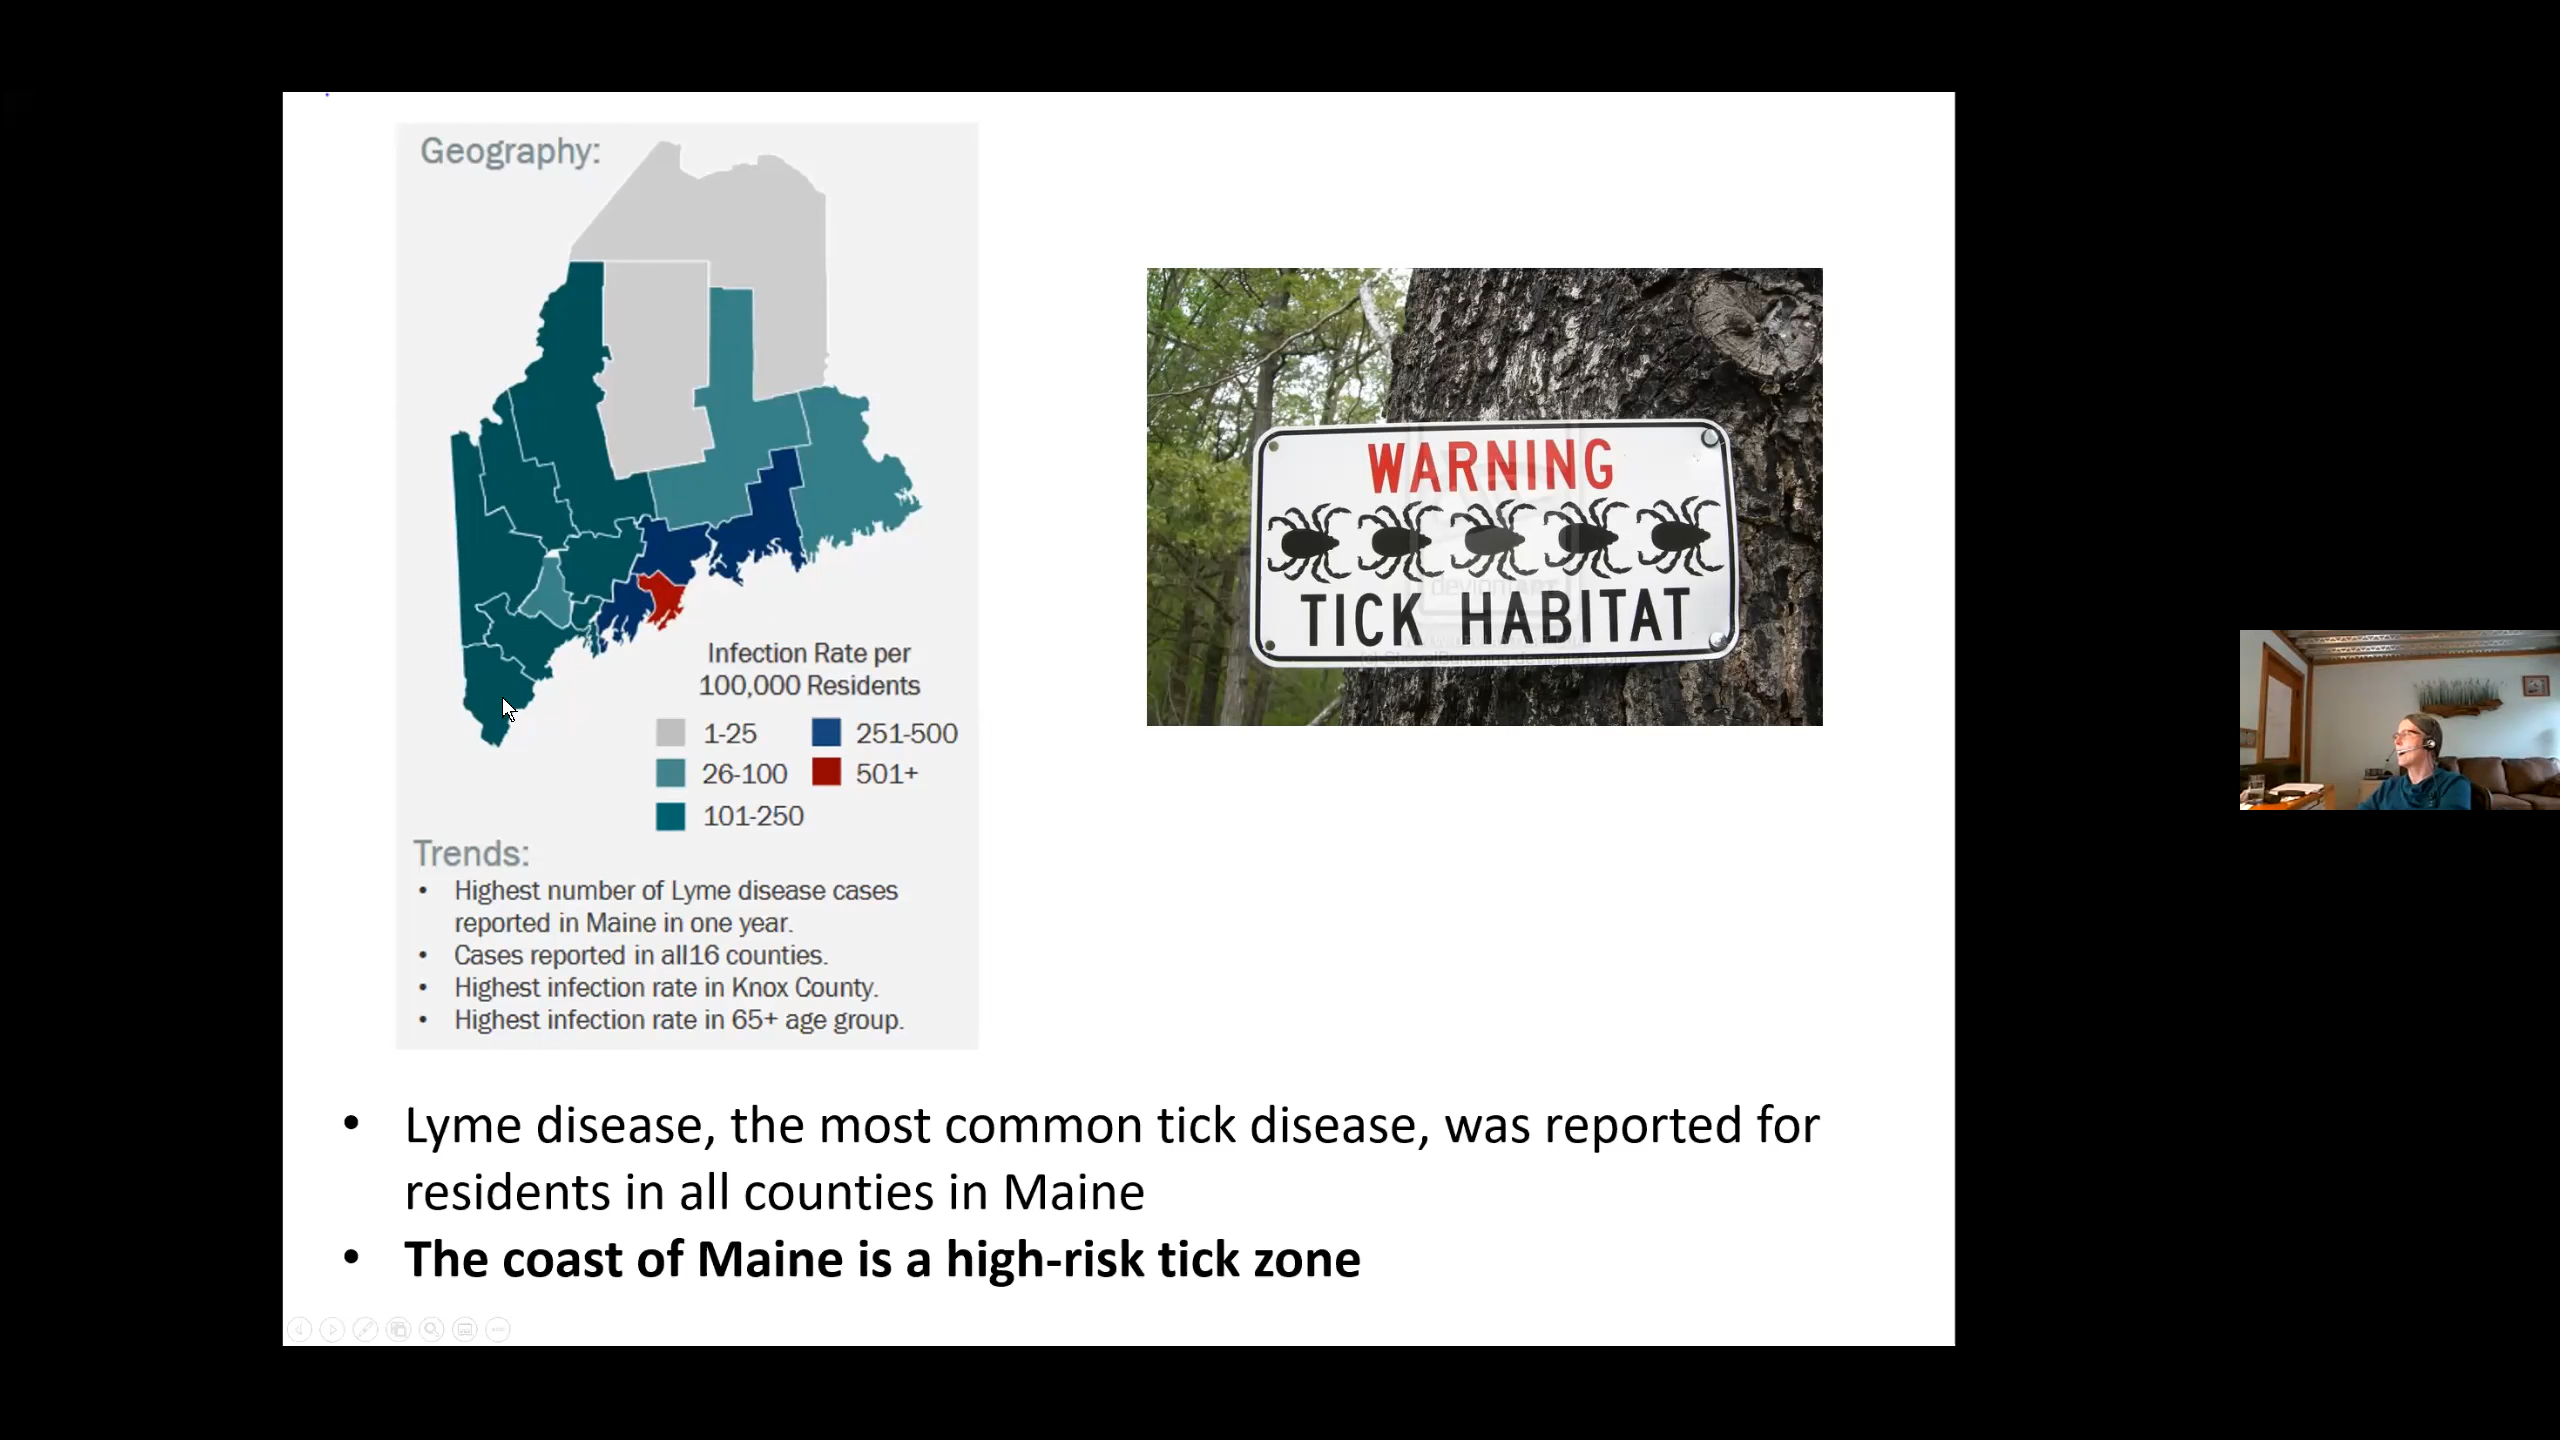 Geography:
Infection Rate per
100,000 Residents
1-25
251-500
26-100
501+
101-250
Trends:
• Highest number of Lyme disease cases
reported in Maine in one year.
• Cases reported in all16 counties.
• Highest infection rate in Knox County.
• Highest infection rate in 65+ age group.
WARNING
TICK HABITAT
deviantART
• Lyme disease, the most common tick disease, was reported for
residents in all counties in Maine
• The coast of Maine is a high-risk tick zone